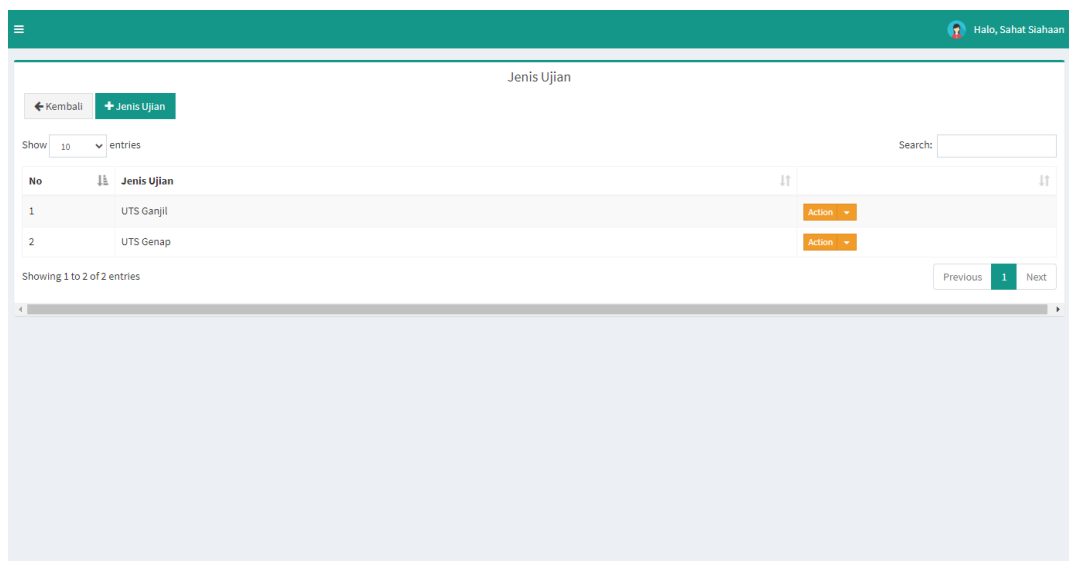 Halo, Sahat Siahaan
Jenis Ujian
Kembali Jenis Ujian
Show 10 entries Search:
No Jenis Ujian
1 UTS Ganjil Action
2 UTS Genap Action
Showing 1 to 2 of 2 entries Previous 1 Next